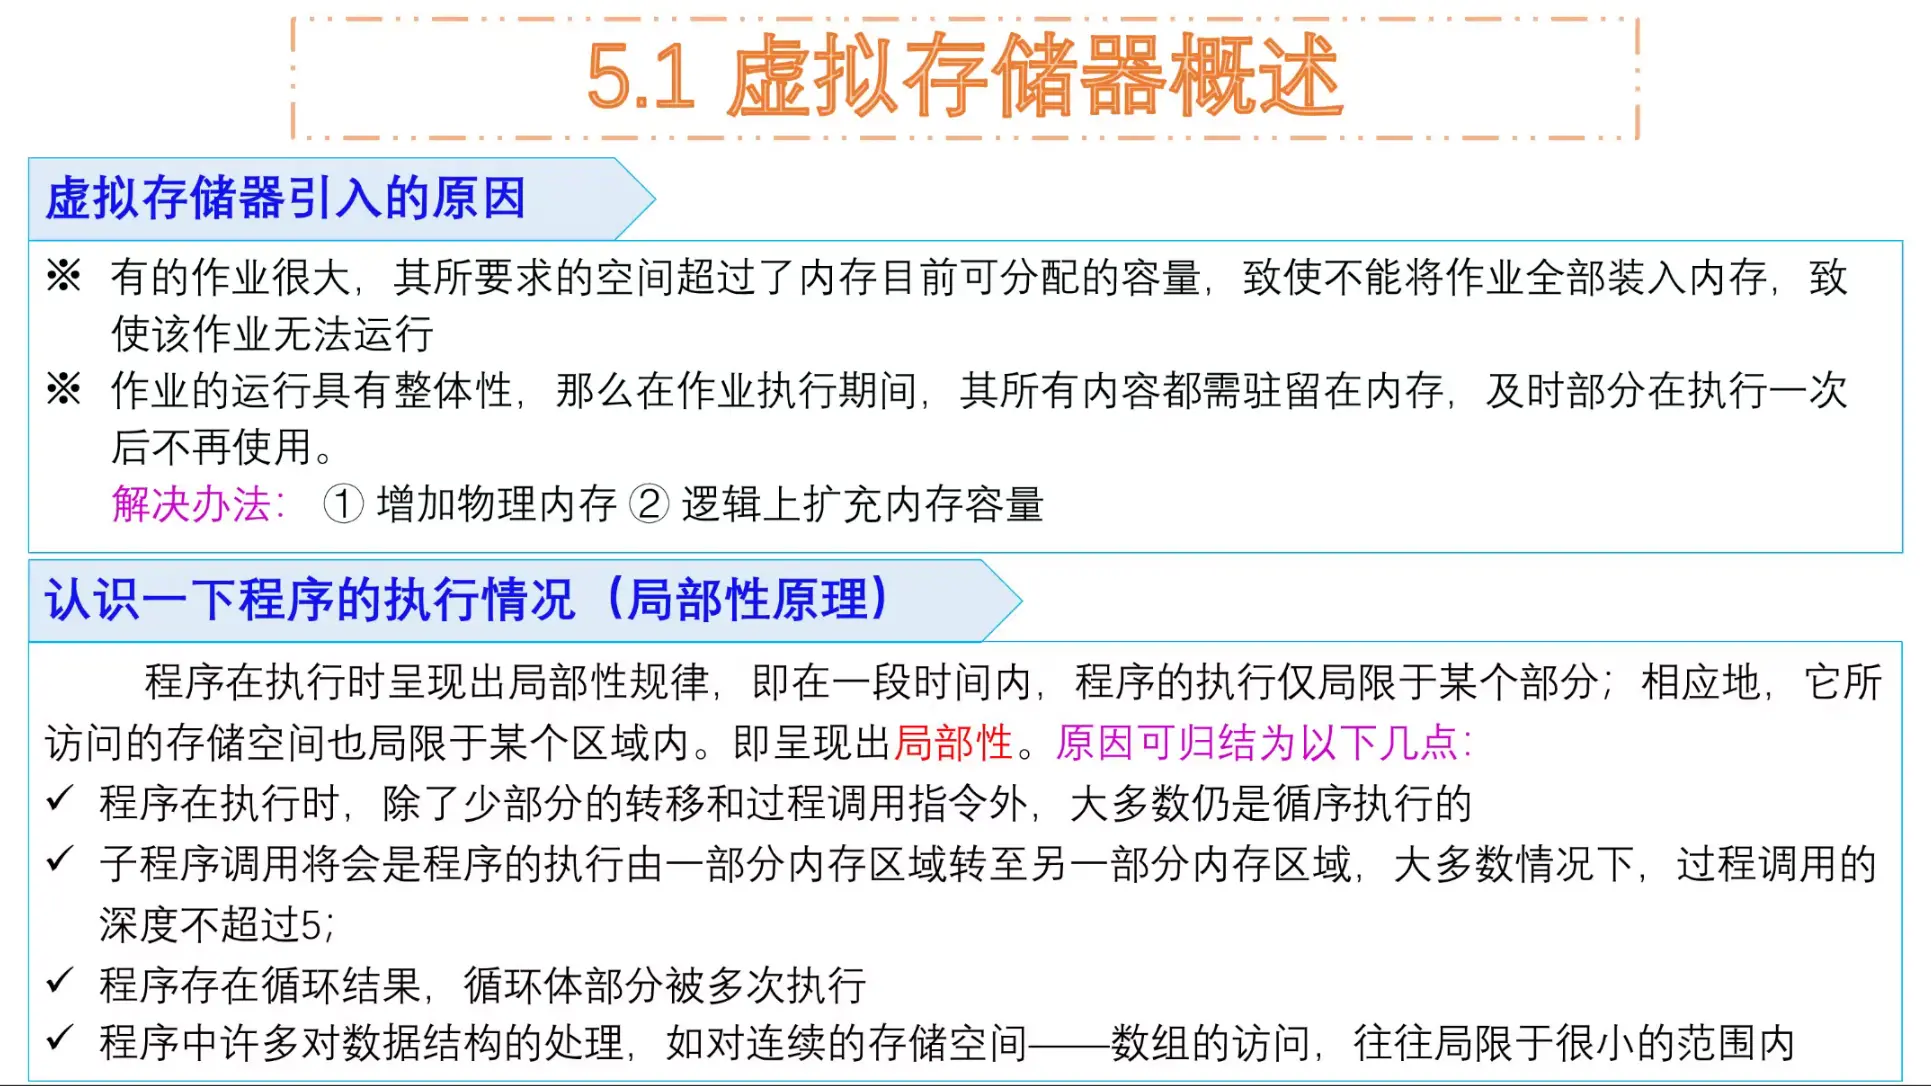 5.1 虚拟存储器概述
虚拟存储器引入的原因
※ 有的作业很大，其所要求的空间超过了内存目前可分配的容量，致使不能将作业全部装入内存，致
使该作业无法运行
※ 作业的运行具有整体性，那么在作业执行期间，其所有内容都需驻留在内存，及时部分在执行一次
后不再使用。
解决办法： ① 增加物理内存 ② 逻辑上扩充内存容量
认识一下程序的执行情况（局部性原理）
程序在执行时呈现出局部性规律，即在一段时间内，程序的执行仅局限于某个部分；相应地，它所
访问的存储空间也局限于某个区域内。即呈现出局部性。原因可归结为以下几点：
✓ 程序在执行时，除了少部分的转移和过程调用指令外，大多数仍是循序执行的
✓ 子程序调用将会是程序的执行由一部分内存区域转至另一部分内存区域，大多数情况下，过程调用的
深度不超过5；
✓ 程序存在循环结果，循环体部分被多次执行
✓ 程序中许多对数据结构的处理，如对连续的存储空间——数组的访问，往往局限于很小的范围内